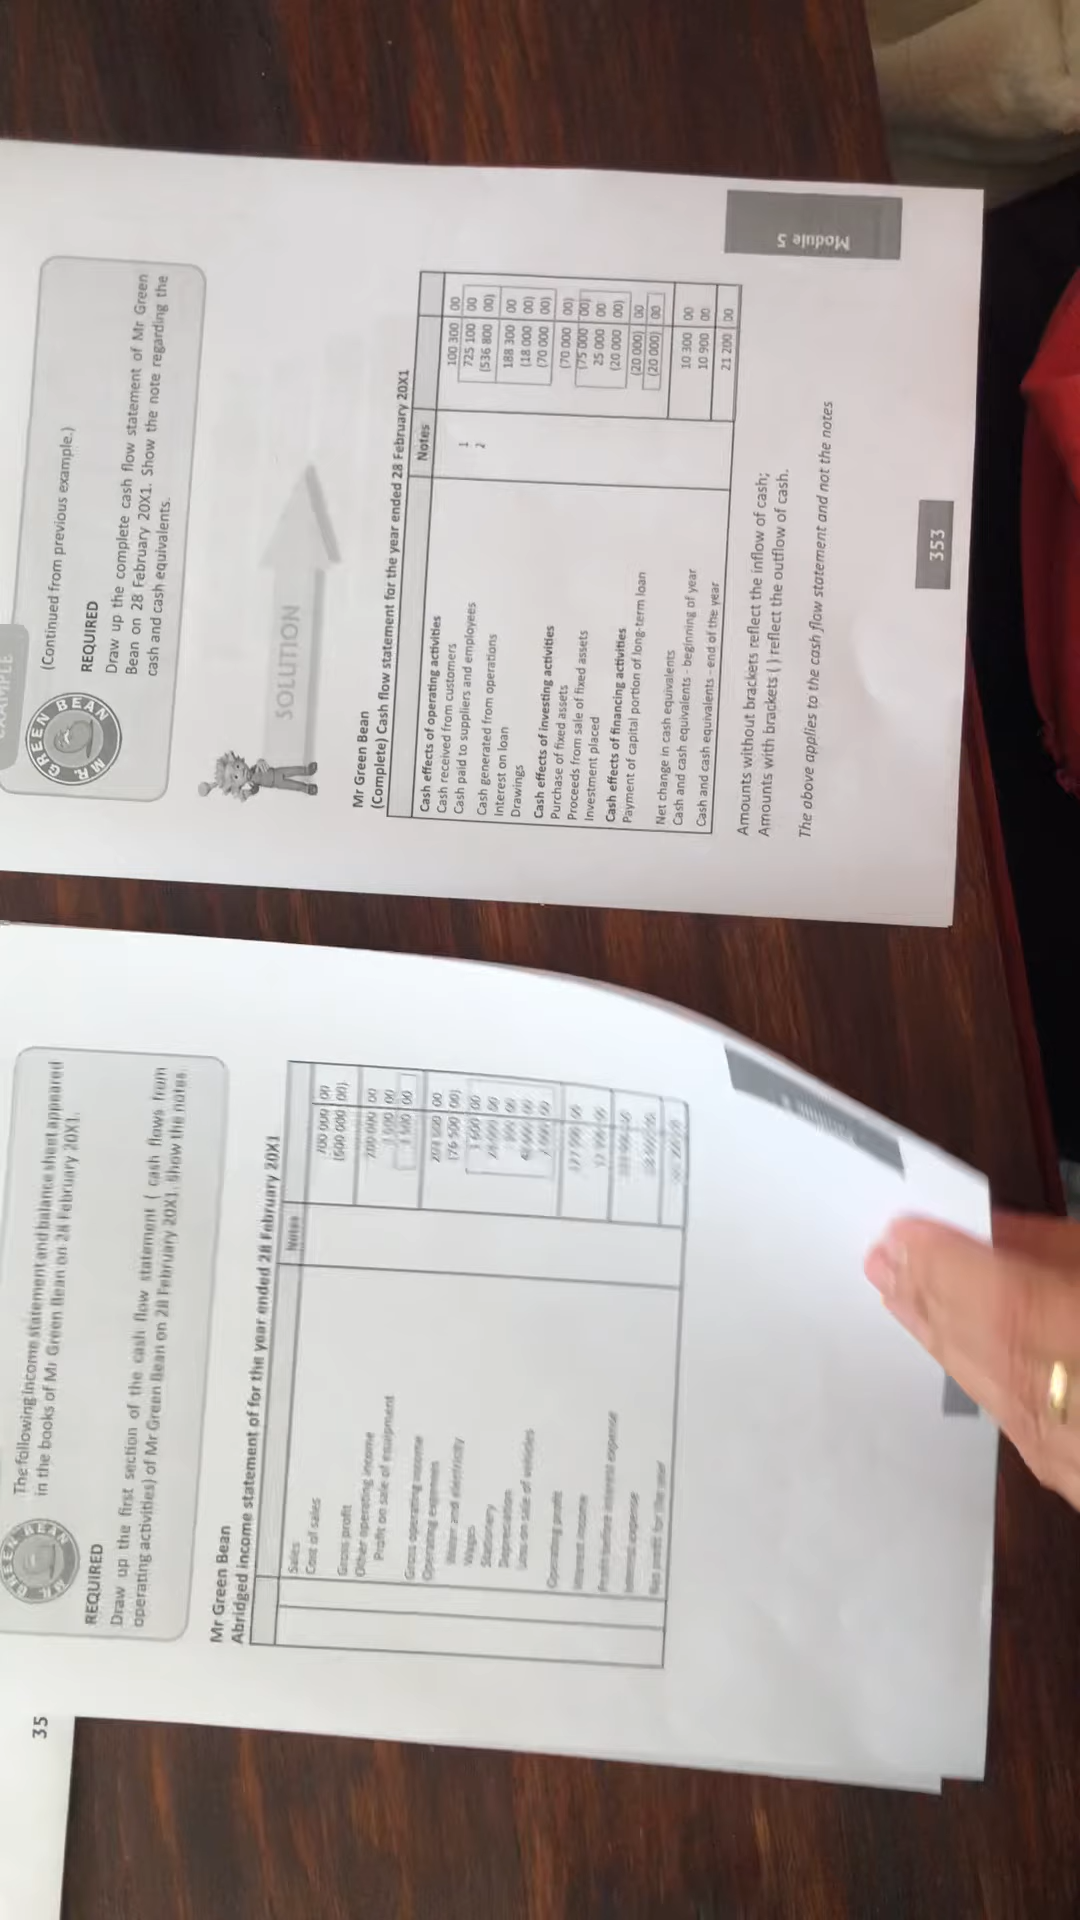 35
The following income statement and balance sheet appeared
in the books of Mr Green Bean on 28 February 20X1.
REQUIRED
Draw up the first section of the cash flow statement ( cash flows from
operating activities) of Mr Green Bean on 28 February 20X1. Show the notes.
Mr Green Bean
Abridged income statement of for the year ended 28 February 20X1
Notes
Sales 700 000 00
Cost of sales (500 000 00)
Gross profit 200 000 00
Other operating income
Profit on sale of equipment
Gross operating income
Operating expenses (76 500 00)
Water and electricity
Wages
Stationery
Depreciation
Loss on sale of vehicles
Operating profit
Interest income
Profit before interest expense
Interest expense
Net profit for the year
EXAMPLE
MR GREEN BEAN
(Continued from previous example.)
REQUIRED
Draw up the complete cash flow statement of Mr Green
Bean on 28 February 20X1. Show the note regarding the
cash and cash equivalents.
SOLUTION
Mr Green Bean
(Complete) Cash flow statement for the year ended 28 February 20X1
Notes
Cash effects of operating activities 100 300 00
Cash received from customers 1 725 100 00
Cash paid to suppliers and employees 2 (536 800 00)
Cash generated from operations 188 300 00
Interest on loan (18 000 00)
Drawings (70 000 00)
Cash effects of investing activities (70 000 00)
Purchase of fixed assets (75 000 00)
Proceeds from sale of fixed assets 25 000 00
Investment placed (20 000 00)
Cash effects of financing activities (20 000) 00
Payment of capital portion of long-term loan (20 000) 00
Net change in cash equivalents 10 300 00
Cash and cash equivalents - beginning of year 10 900 00
Cash and cash equivalents - end of the year 21 200 00
Amounts without brackets reflect the inflow of cash;
Amounts with brackets ( ) reflect the outflow of cash.
The above applies to the cash flow statement and not the notes
Module 5
353